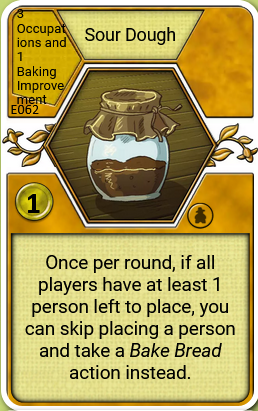 3
Occupat
ions and
1
Baking
Improve
ment
E062
Sour Dough
1
Once per round, if all
players have at least 1
person left to place, you
can skip placing a person
and take a Bake Bread
action instead.